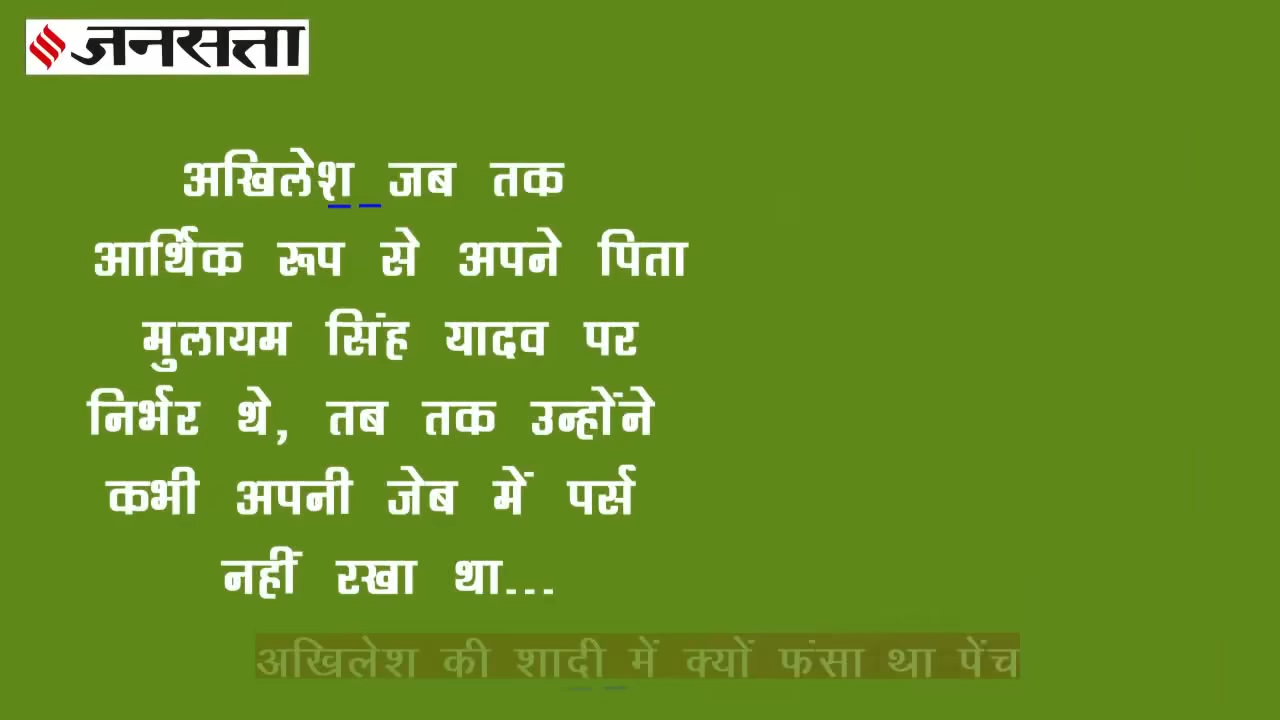 जनसत्ता
अखिलेश जब तक
आर्थिक रूप से अपने पिता
मुलायम सिंह यादव पर
निर्भर थे, तब तक उन्होंने
कभी अपनी जेब में पर्स
नहीं रखा था...
अखिलेश की शादी में क्यों फंसा था पेंच